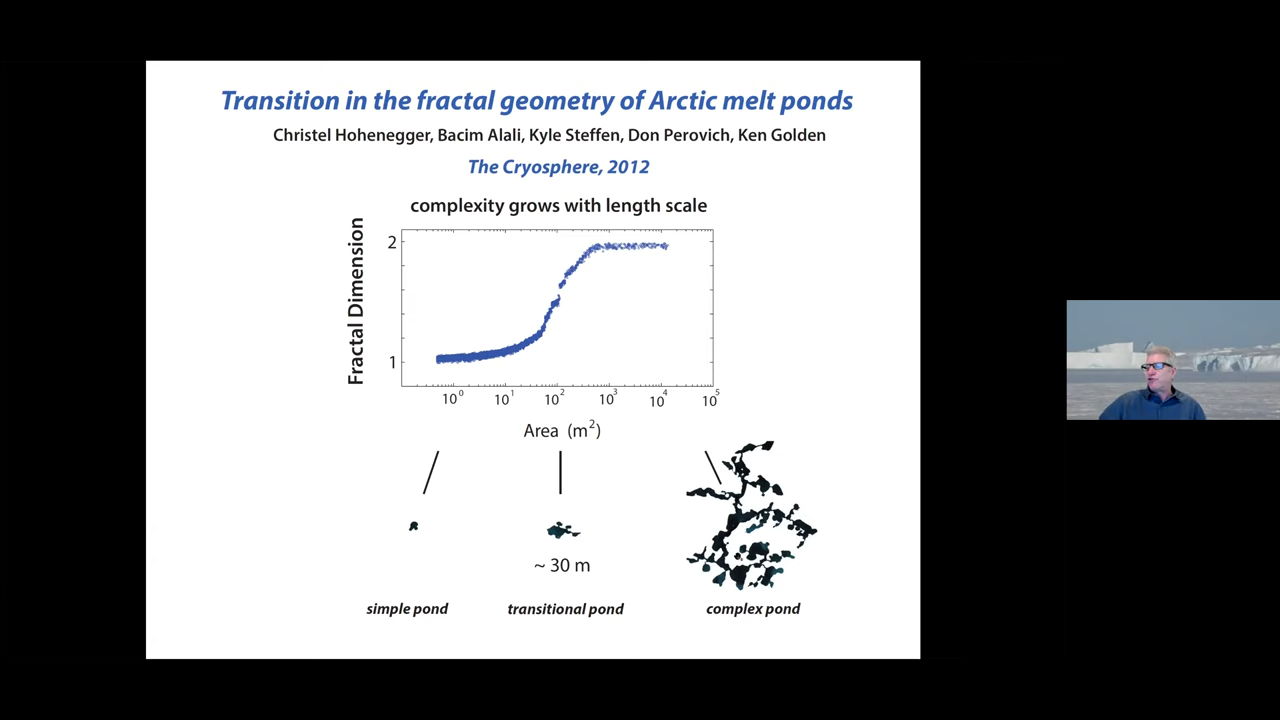 Transition in the fractal geometry of Arctic melt ponds
Christel Hohenegger, Bacim Alali, Kyle Steffen, Don Perovich, Ken Golden
The Cryosphere, 2012
complexity grows with length scale
Fractal Dimension
2
1
10⁰ 10¹ 10² 10³ 10⁴ 10⁵
Area (m²)
~ 30 m
simple pond transitional pond complex pond